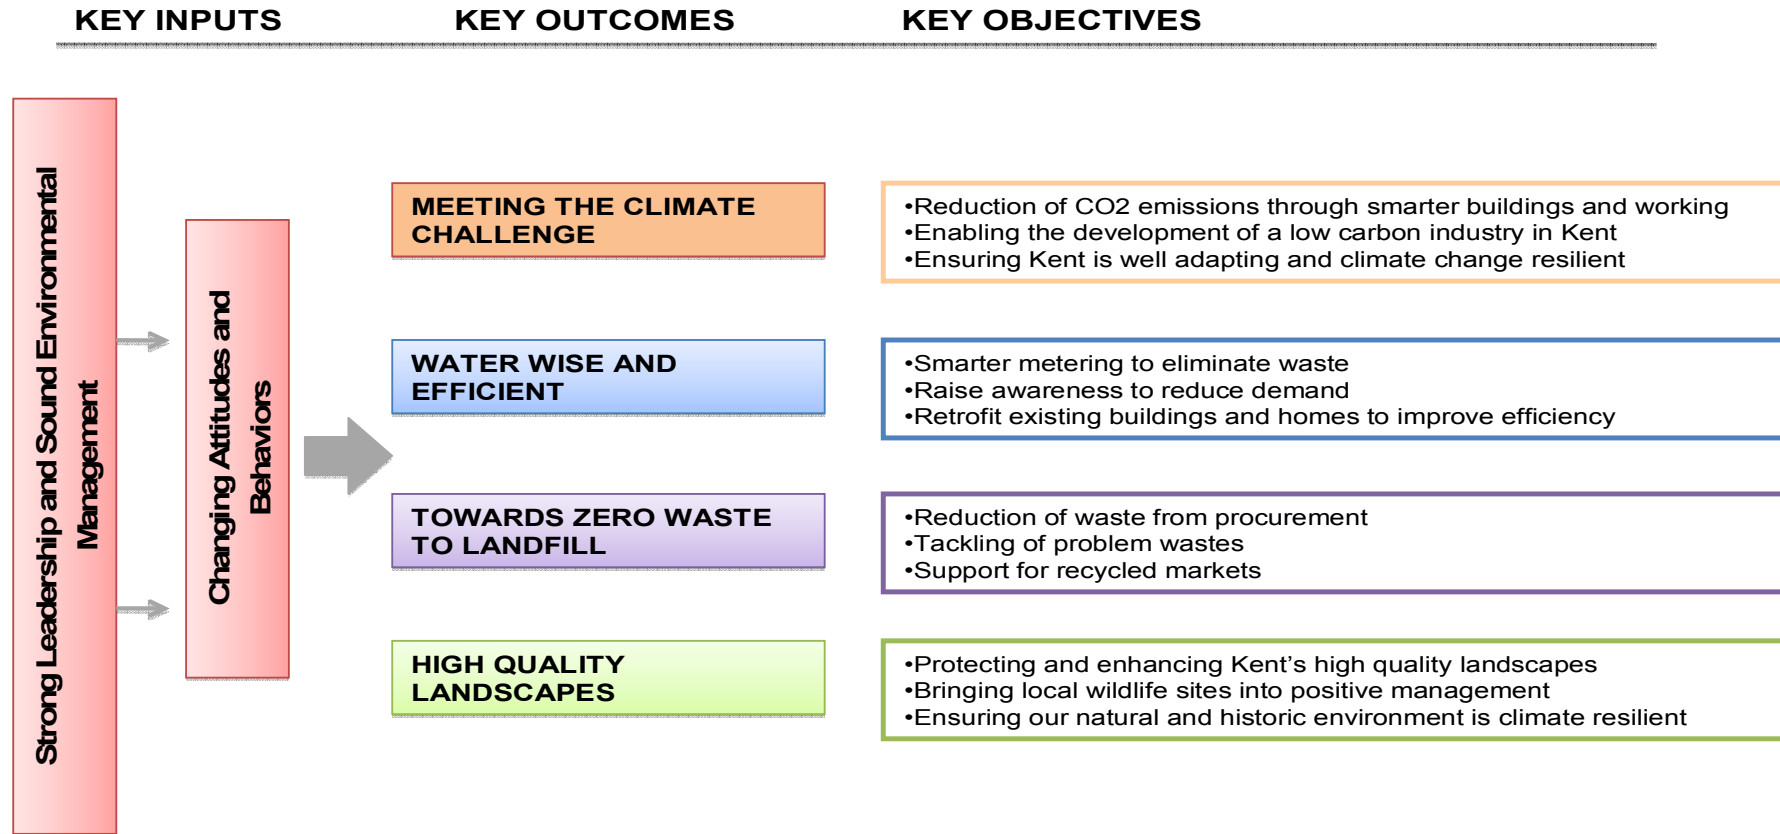 KEY INPUTS
KEY OUTCOMES
KEY OBJECTIVES
Strong Leadership and Sound Environmental
Management
Changing Attitudes and
Behaviors
MEETING THE CLIMATE
CHALLENGE
•Reduction of CO2 emissions through smarter buildings and working
•Enabling the development of a low carbon industry in Kent
•Ensuring Kent is well adapting and climate change resilient
WATER WISE AND
EFFICIENT
•Smarter metering to eliminate waste
•Raise awareness to reduce demand
•Retrofit existing buildings and homes to improve efficiency
TOWARDS ZERO WASTE
TO LANDFILL
•Reduction of waste from procurement
•Tackling of problem wastes
•Support for recycled markets
HIGH QUALITY
LANDSCAPES
•Protecting and enhancing Kent’s high quality landscapes
•Bringing local wildlife sites into positive management
•Ensuring our natural and historic environment is climate resilient